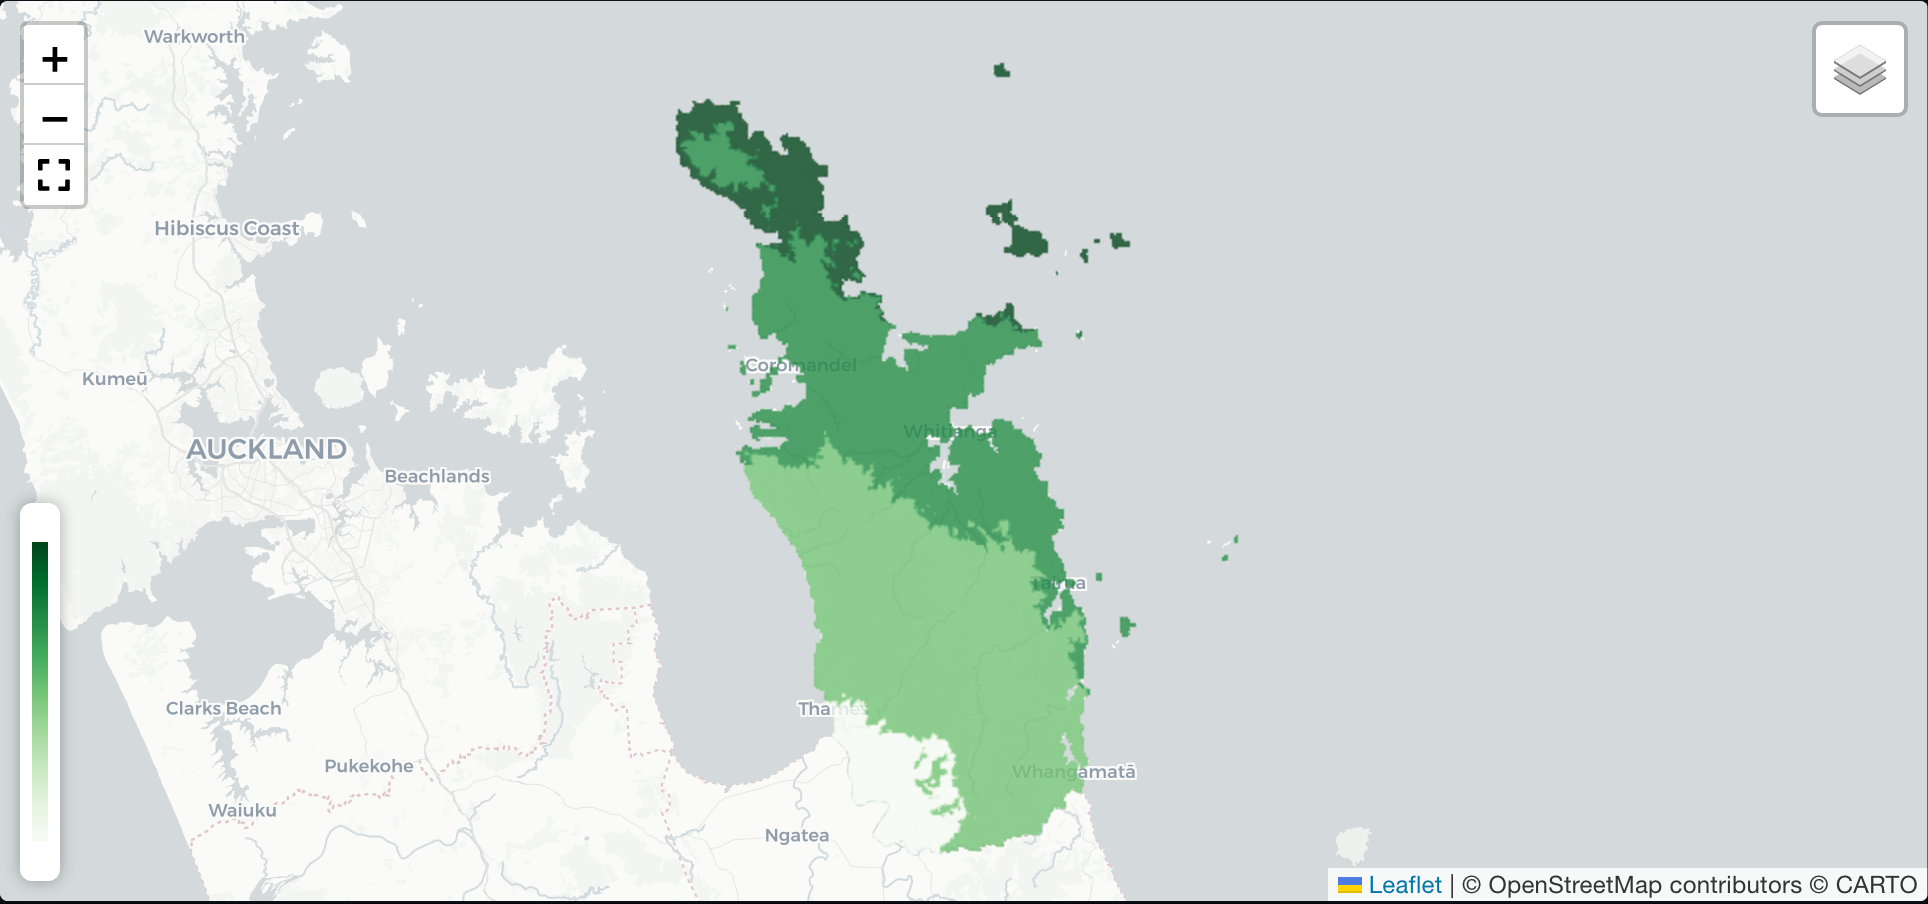 Warkworth
+
−
Hibiscus Coast
Coromandel
Kumeū
Whitianga
AUCKLAND
Beachlands
Tairua
Thames
Clarks Beach
Pukekohe
Whangamatā
Waiuku
Ngatea
Leaflet | © OpenStreetMap contributors © CARTO